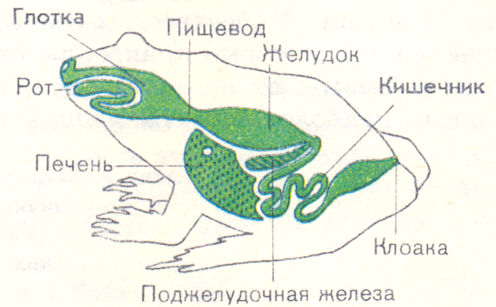 Глотка
Пищевод
Желудок
Рот
Кишечник
Печень
Клоака
Поджелудочная железа